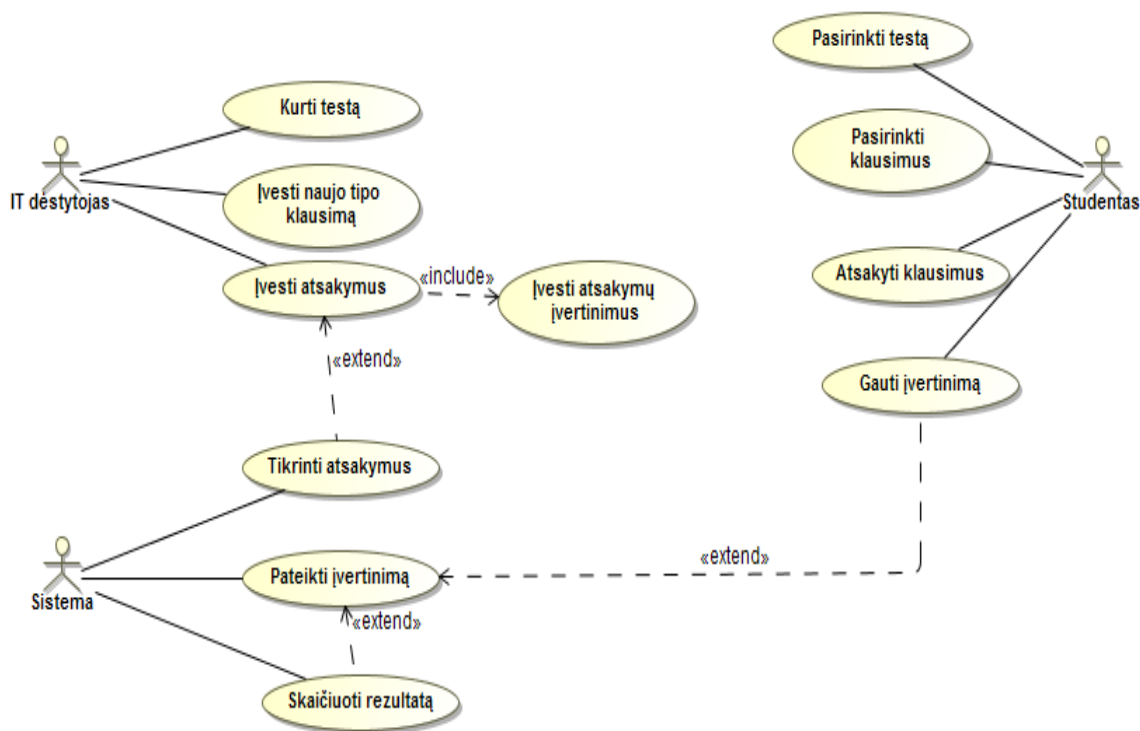 Pasirinkti testą
Kurti testą
Pasirinkti
klausimus
IT dėstytojas
Įvesti naujo tipo
klausimą
Studentas
Įvesti atsakymus
«include»
Įvesti atsakymų
įvertinimus
Atsakyti klausimus
«extend»
Gauti įvertinimą
Tikrinti atsakymus
«extend»
Pateikti įvertinimą
Sistema
«extend»
Skaičiuoti rezultatą